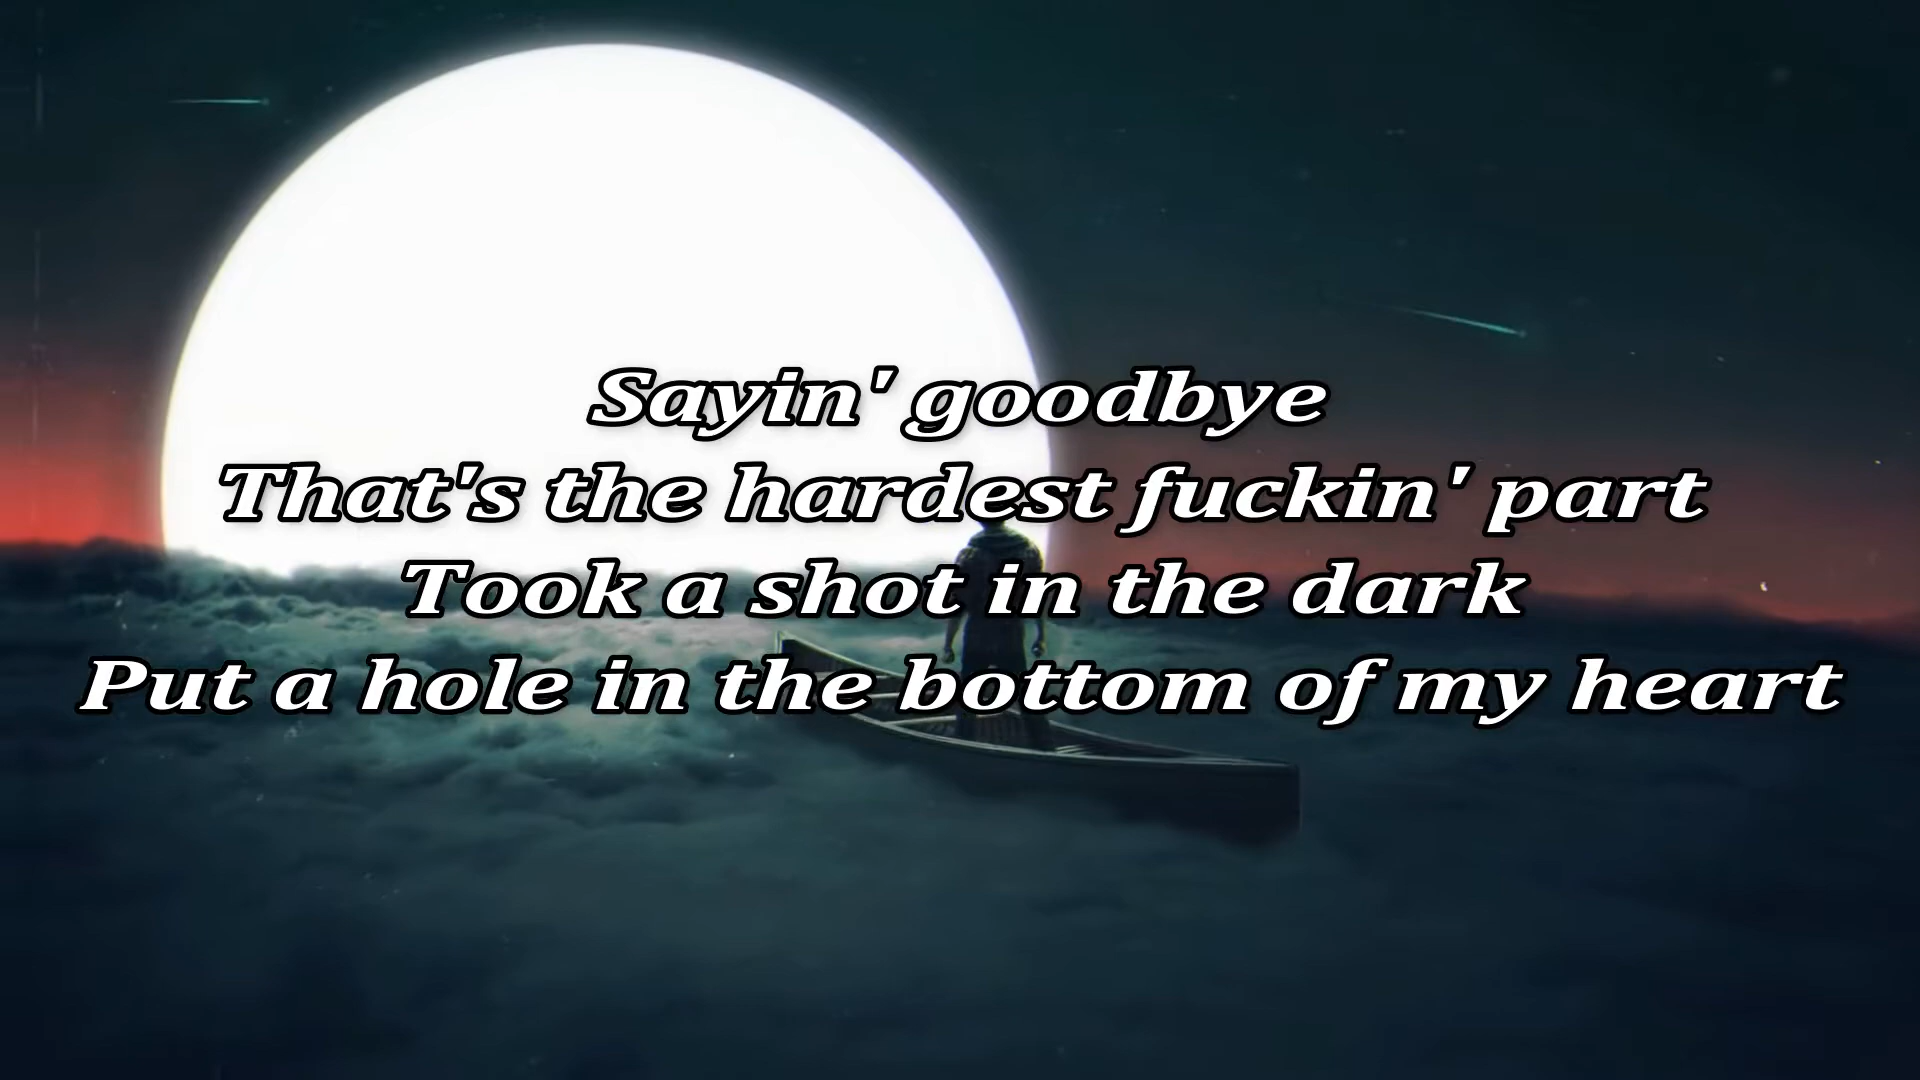 Sayin' goodbye
That's the hardest fuckin' part
Took a shot in the dark
Put a hole in the bottom of my heart